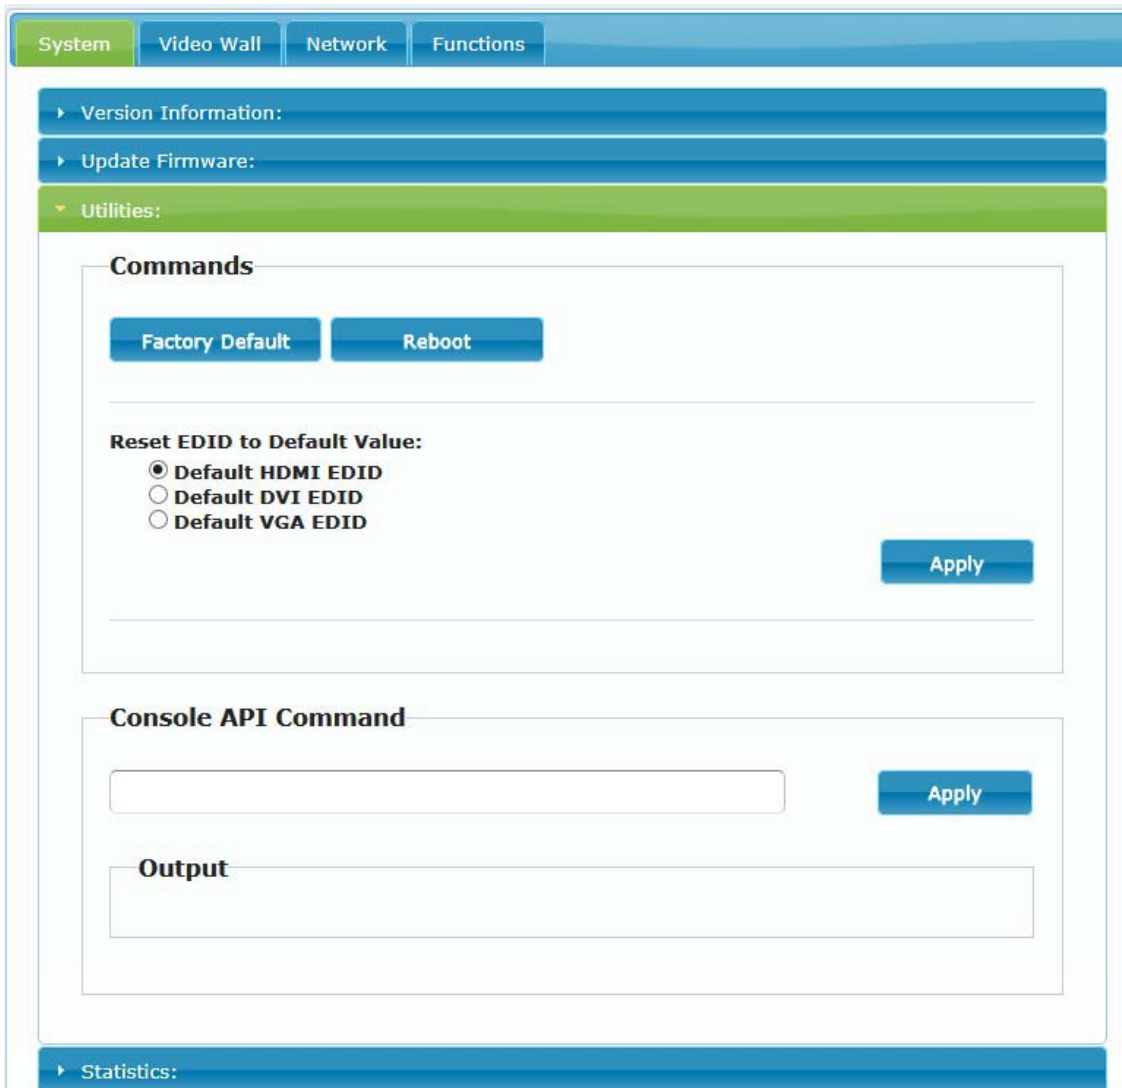 System Video Wall Network Functions
Version Information:
Update Firmware:
Utilities:
Commands
Factory Default Reboot
Reset EDID to Default Value:
Default HDMI EDID
Default DVI EDID
Default VGA EDID
Apply
Console API Command
Apply
Output
Statistics: